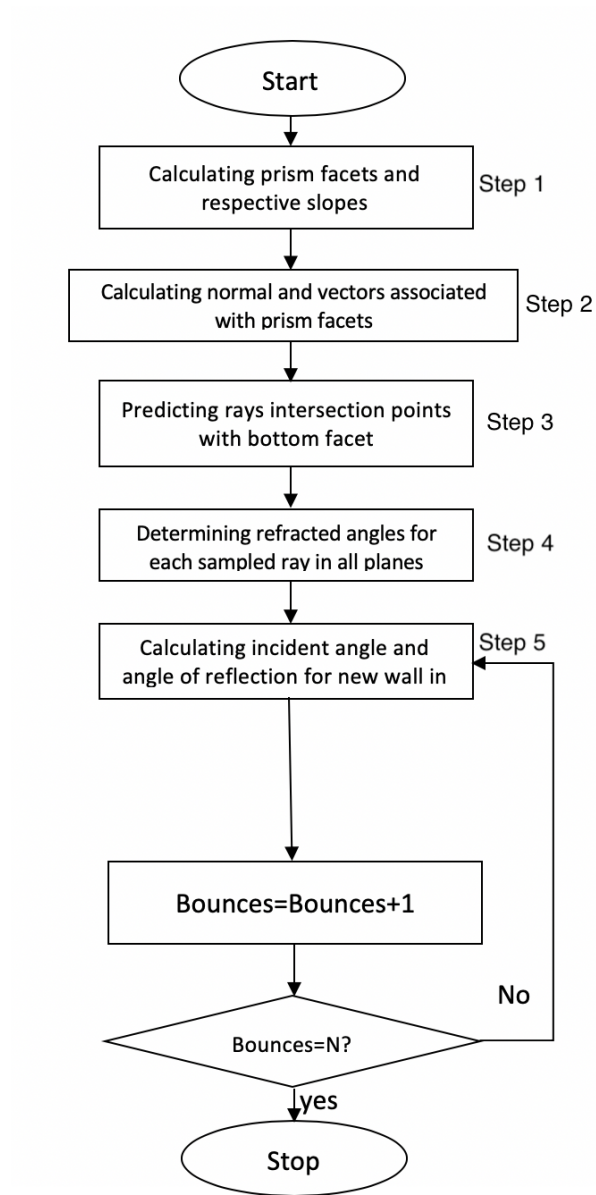 Start
Calculating prism facets and
respective slopes
Step 1
Calculating normal and vectors associated
with prism facets
Step 2
Predicting rays intersection points
with bottom facet
Step 3
Determining refracted angles for
each sampled ray in all planes
Step 4
Calculating incident angle and
angle of reflection for new wall in
Step 5
Bounces=Bounces+1
No
Bounces=N?
yes
Stop